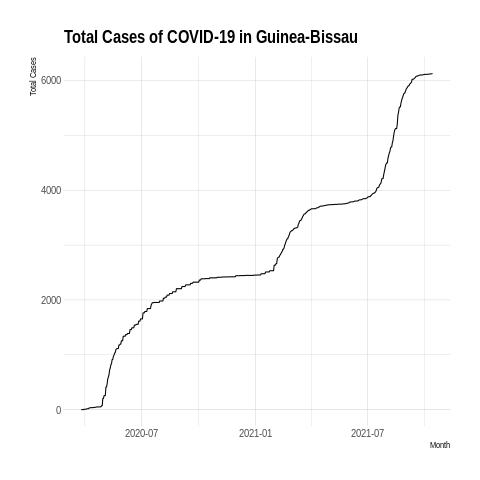 Total Cases of COVID-19 in Guinea-Bissau
Total Cases
6000
4000
2000
0
2020-07 2021-01 2021-07
Month